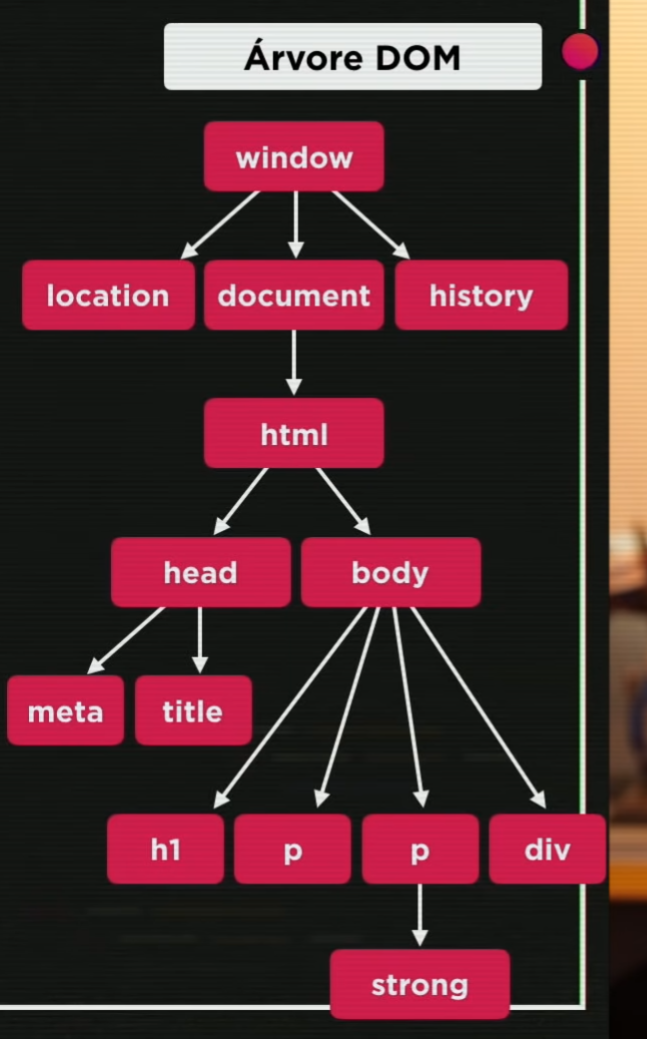 Árvore DOM
window
location document history
html
head body
meta title
h1 p p div
strong